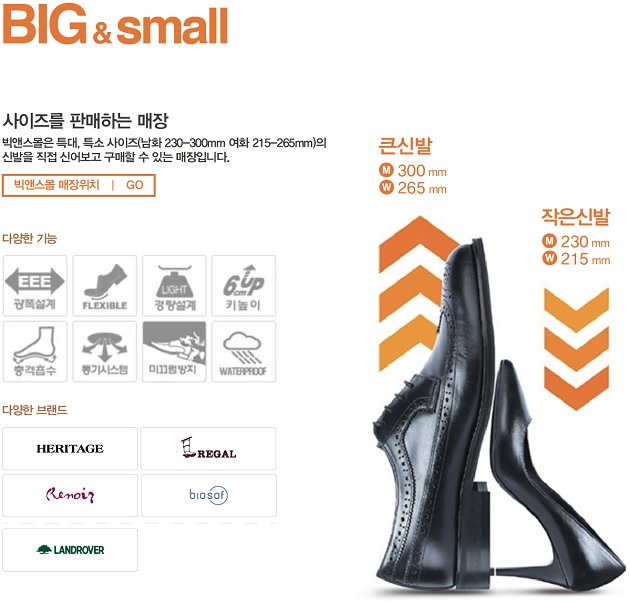 BIG & small
사이즈를 판매하는 매장
빅앤스몰은 특대, 특소 사이즈(남화 230-300mm 여화 215-265mm)의
신발을 직접 신어보고 구매할 수 있는 매장입니다.
빅앤스몰 매장위치 | GO
큰신발
M 300 mm
W 265 mm
작은신발
M 230 mm
W 215 mm
다양한 기능
EEE
광폭설계
FLEXIBLE
LIGHT
경량설계
6cm UP
키높이
충격흡수
통기시스템
미끄럼방지
WATERPROOF
다양한 브랜드
HERITAGE
REGAL
Renoir
biosof
LANDROVER